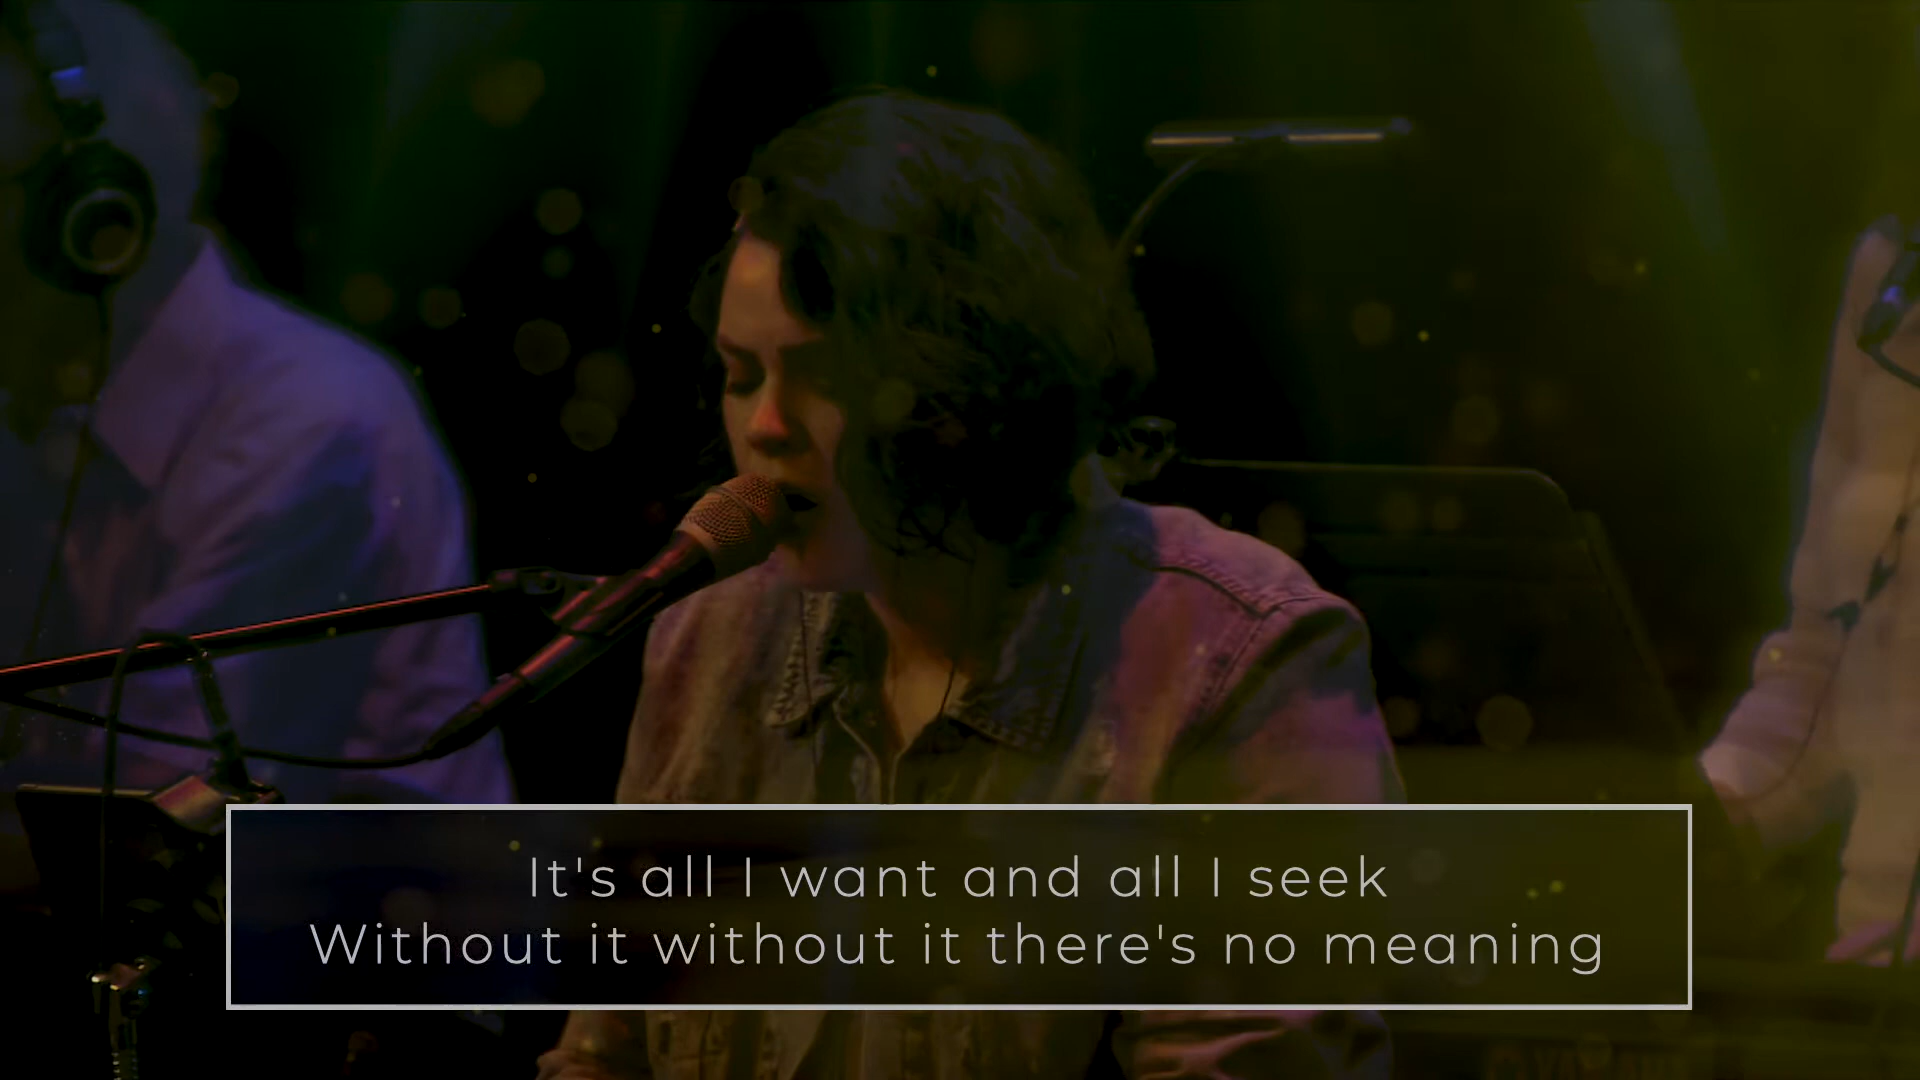 It's all I want and all I seek
Without it without it there's no meaning